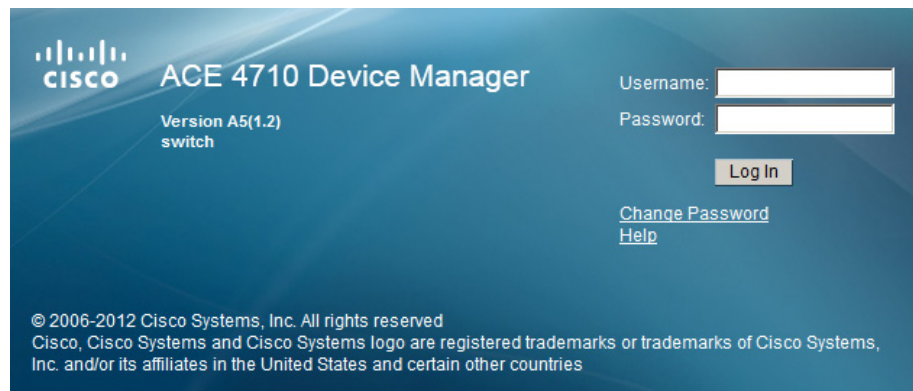 CISCO
ACE 4710 Device Manager
Version A5(1.2)
switch
Username:
Password:
Log In
Change Password
Help
© 2006-2012 Cisco Systems, Inc. All rights reserved
Cisco, Cisco Systems and Cisco Systems logo are registered trademarks or trademarks of Cisco Systems,
Inc. and/or its affiliates in the United States and certain other countries